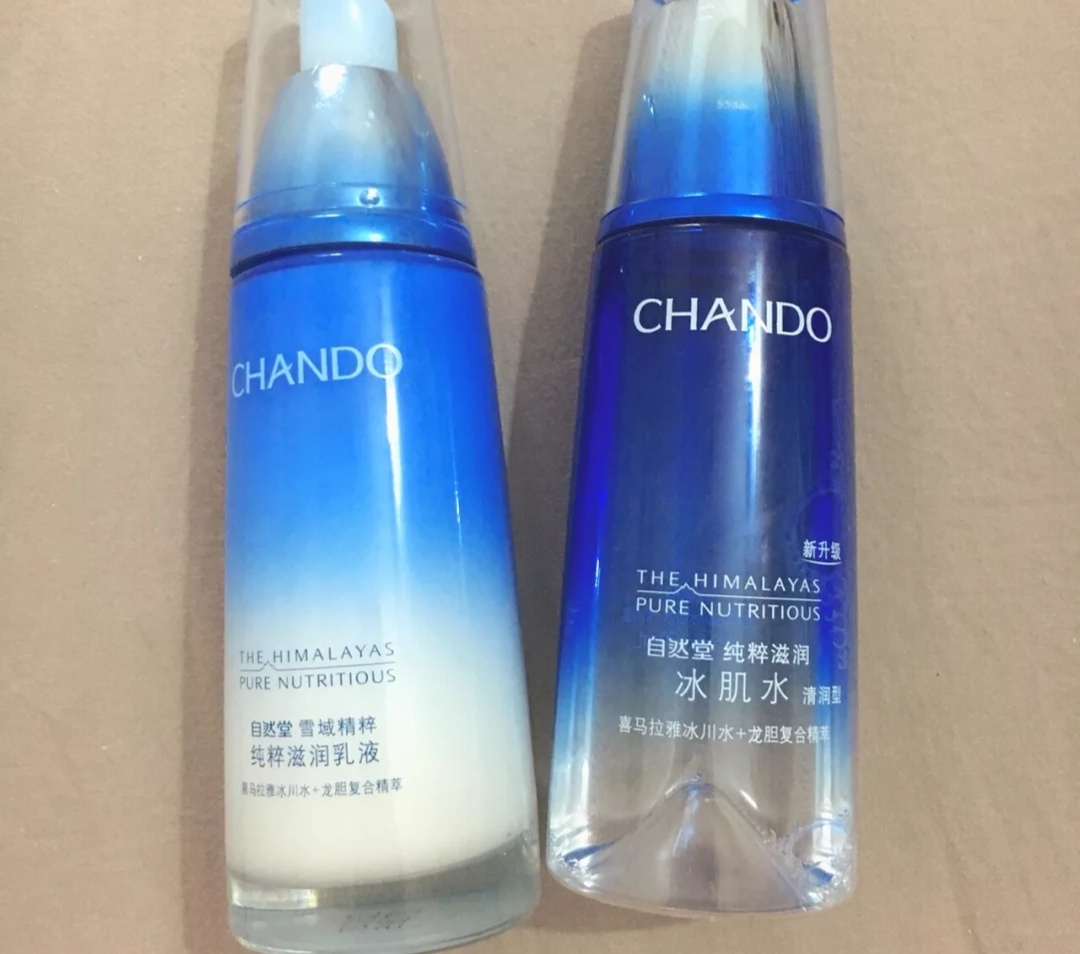 CHANDO
THE HIMALAYAS
PURE NUTRITIOUS
自然堂 雪域精粹
纯粹滋润乳液
喜马拉雅冰川水+龙胆复合精萃
CHANDO
新升级
THE HIMALAYAS
PURE NUTRITIOUS
自然堂 纯粹滋润
冰肌水 清润型
喜马拉雅冰川水+龙胆复合精萃